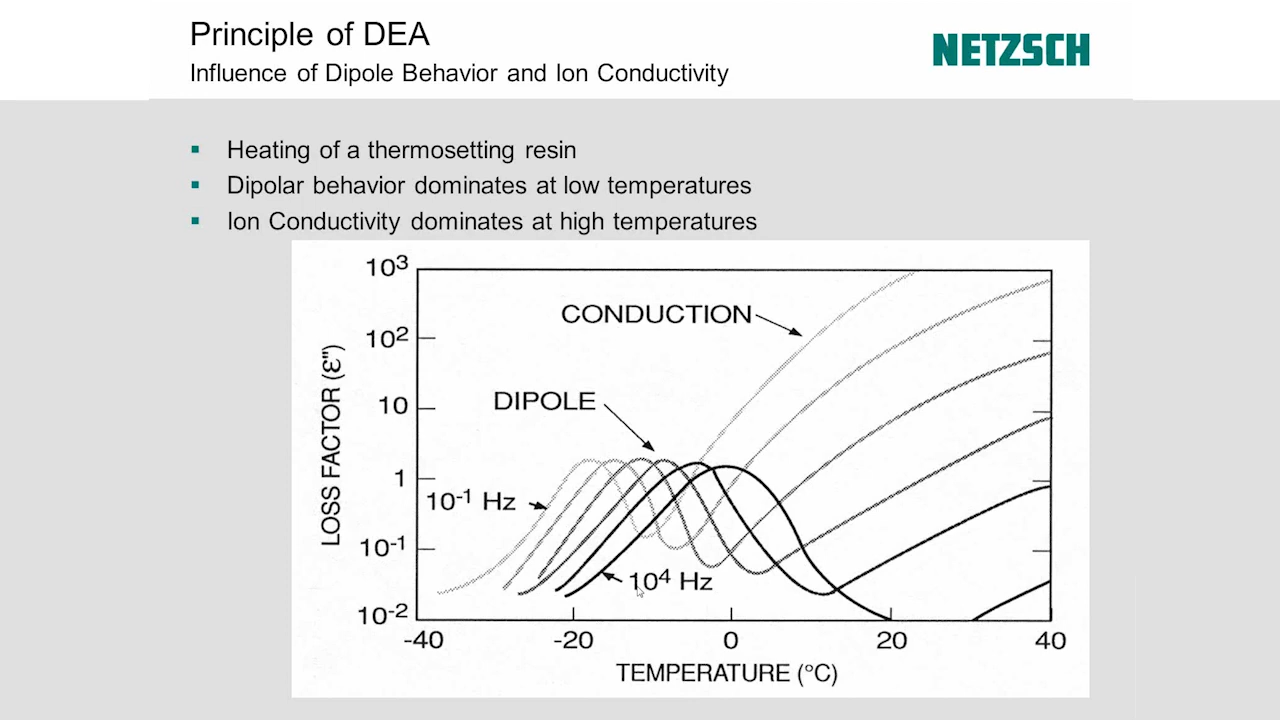 Principle of DEA
NETZSCH
Influence of Dipole Behavior and Ion Conductivity
▪ Heating of a thermosetting resin
▪ Dipolar behavior dominates at low temperatures
▪ Ion Conductivity dominates at high temperatures
10³
CONDUCTION
10²
DIPOLE
10
1
10⁻¹ Hz
10⁻¹
10⁴ Hz
10⁻²
LOSS FACTOR (ε")
-40 -20 0 20 40
TEMPERATURE (°C)